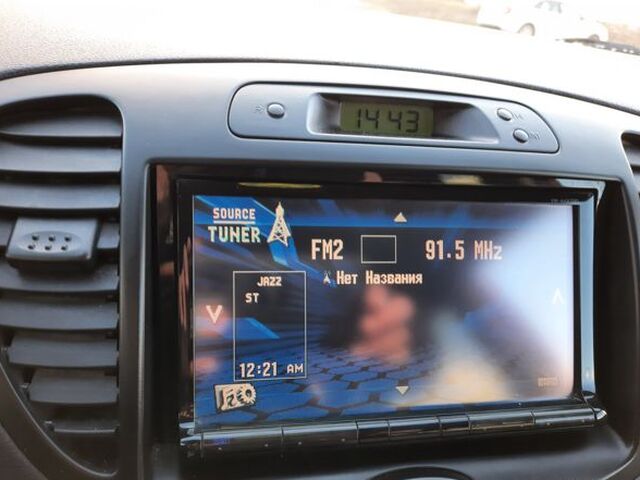 14 43
SOURCE
TUNER
FM2 91.5 MHz
Нет Названия
JAZZ
ST
12:21 AM